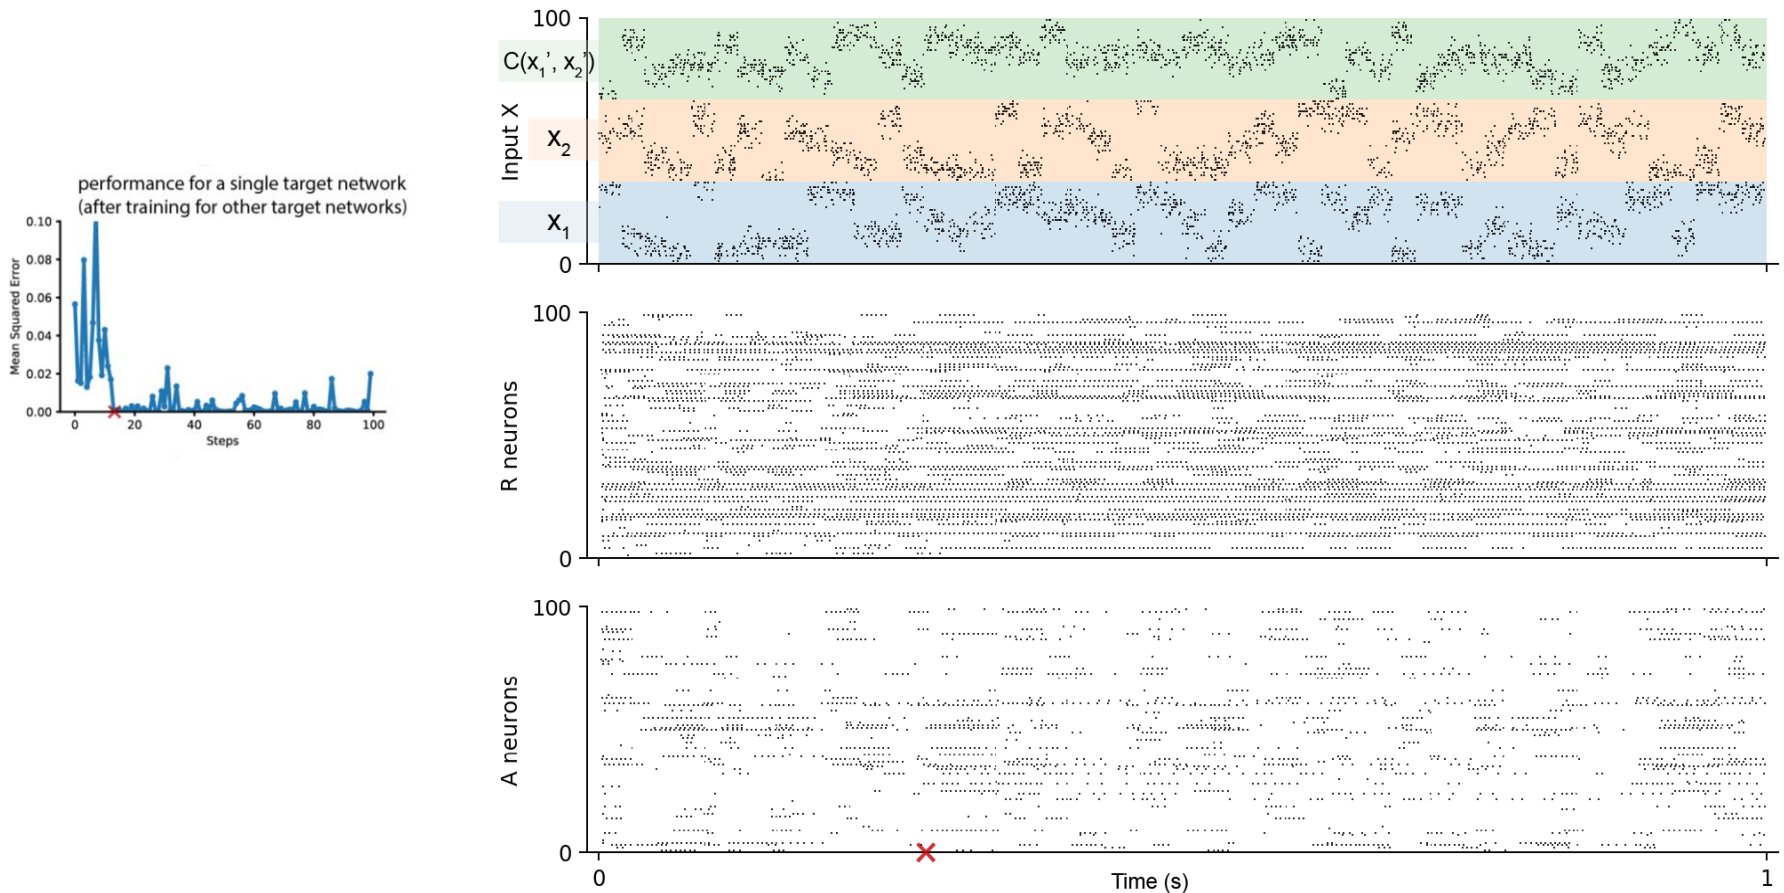 performance for a single target network
(after training for other target networks)
0.10
0.08
0.06
0.04
0.02
0.00
Mean Squared Error
0 20 40 60 80 100
Steps
100
C(x1’, x2’)
x2
x1
0
Input X
100
R neurons
0
100
A neurons
0
0 1
Time (s)